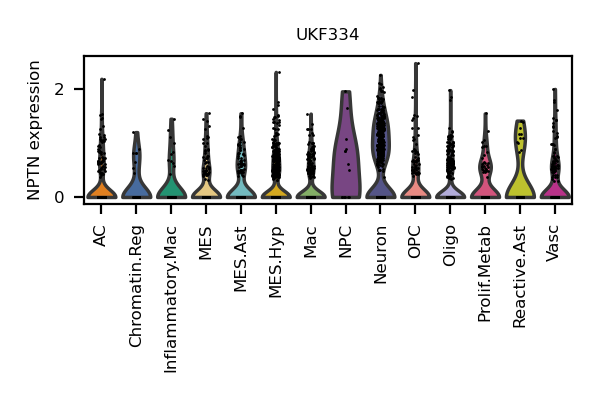 UKF334
NPTN expression
2
0
AC
Chromatin.Reg
Inflammatory.Mac
MES
MES.Ast
MES.Hyp
Mac
NPC
Neuron
OPC
Oligo
Prolif.Metab
Reactive.Ast
Vasc